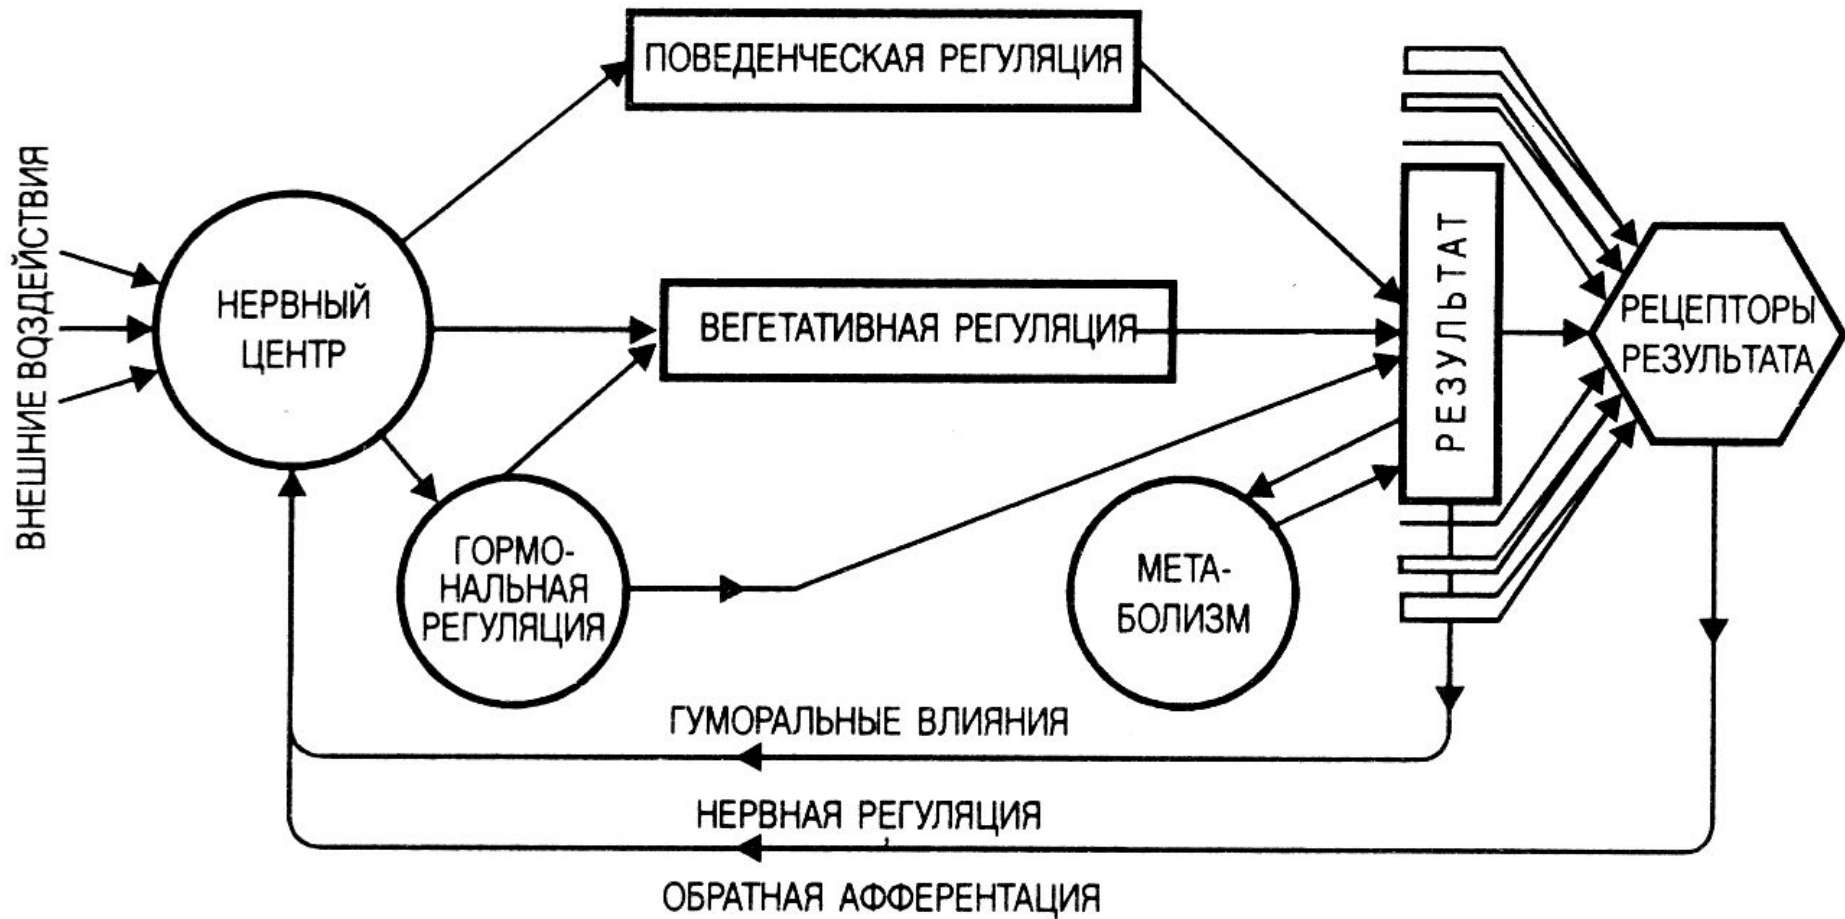 ПОВЕДЕНЧЕСКАЯ РЕГУЛЯЦИЯ
ВНЕШНИЕ ВОЗДЕЙСТВИЯ
НЕРВНЫЙ
ЦЕНТР
ВЕГЕТАТИВНАЯ РЕГУЛЯЦИЯ
РЕЗУЛЬТАТ
РЕЦЕПТОРЫ
РЕЗУЛЬТАТА
ГОРМО-
НАЛЬНАЯ
РЕГУЛЯЦИЯ
МЕТА-
БОЛИЗМ
ГУМОРАЛЬНЫЕ ВЛИЯНИЯ
НЕРВНАЯ РЕГУЛЯЦИЯ
ОБРАТНАЯ АФФЕРЕНТАЦИЯ